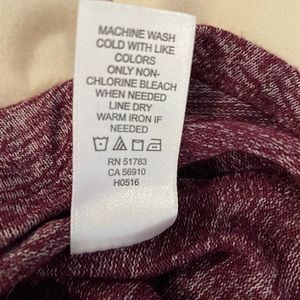 MACHINE WASH
COLD WITH LIKE
COLORS
ONLY NON-
CHLORINE BLEACH
WHEN NEEDED
LINE DRY
WARM IRON IF
NEEDED
RN 51783
CA 56910
H0516